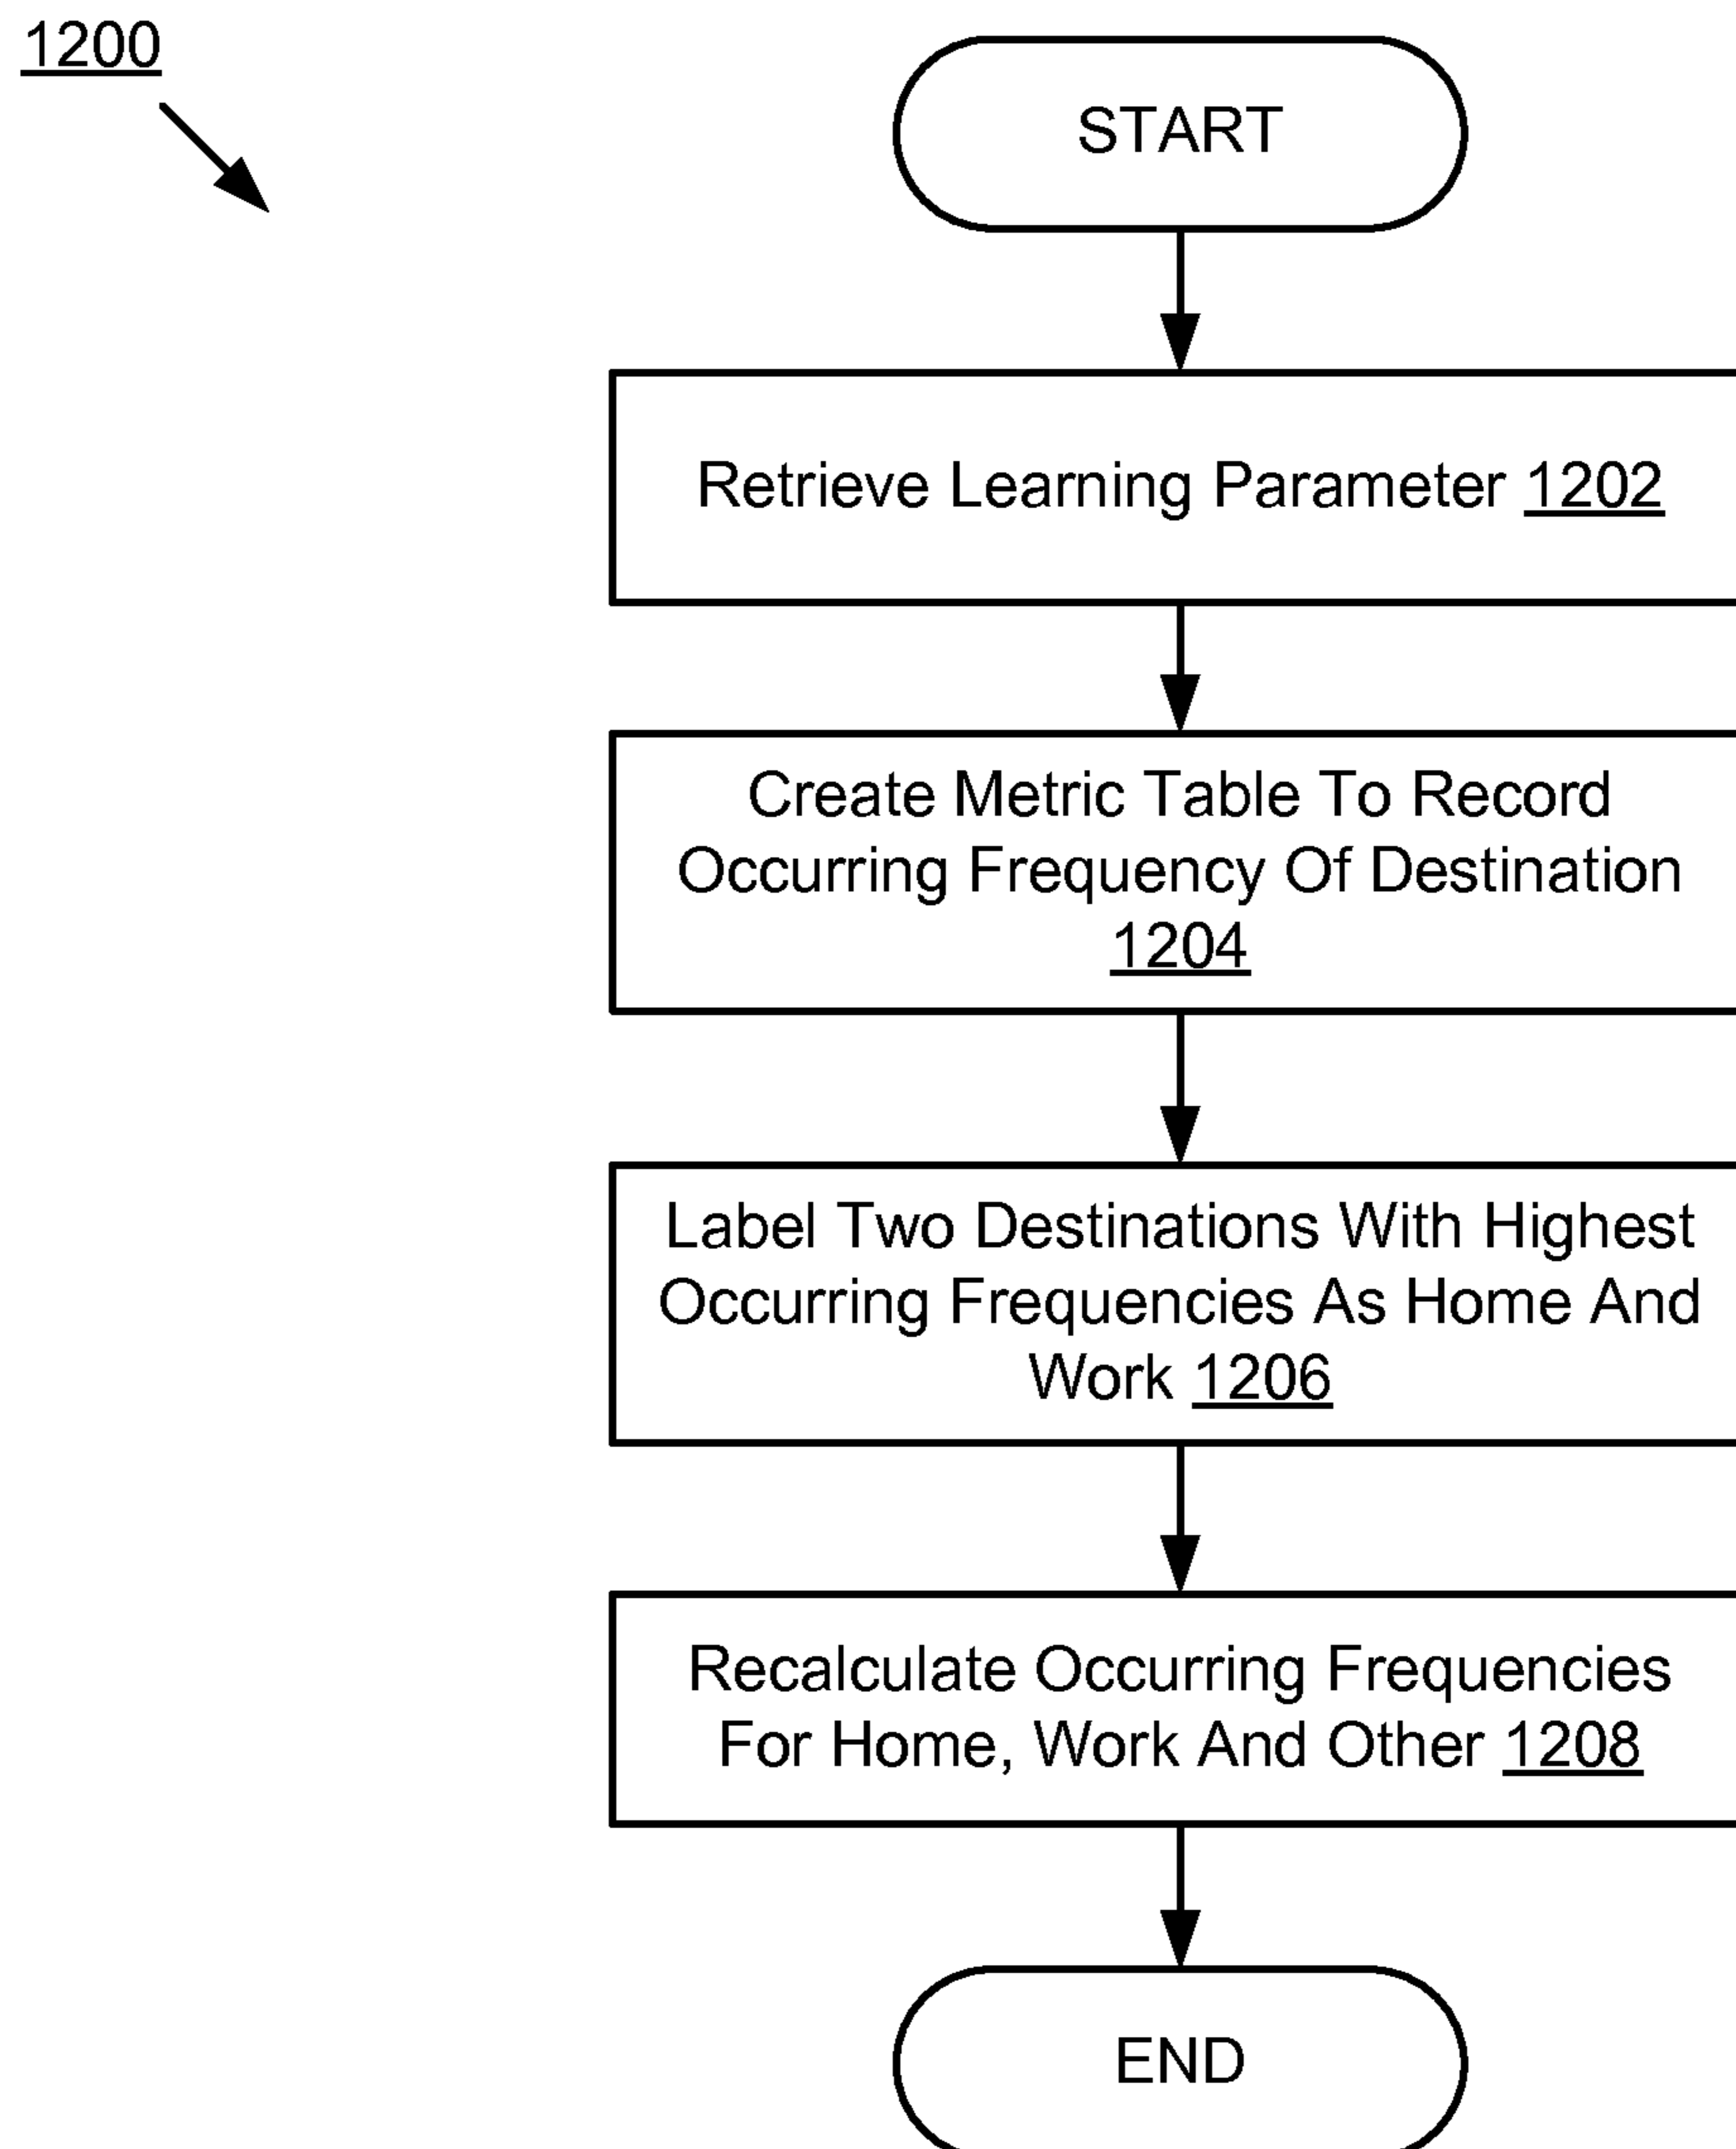 1200
START
Retrieve Learning Parameter 1202
Create Metric Table To Record
Occurring Frequency Of Destination
1204
Label Two Destinations With Highest
Occurring Frequencies As Home And
Work 1206
Recalculate Occurring Frequencies
For Home, Work And Other 1208
END